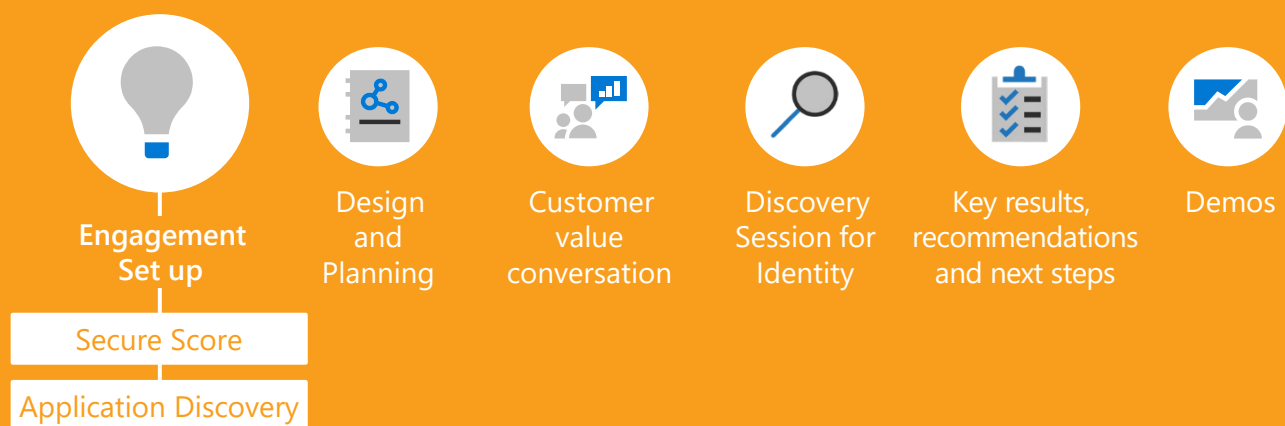 Engagement
Set up
Secure Score
Application Discovery
Design
and
Planning
Customer
value
conversation
Discovery
Session for
Identity
Key results,
recommendations
and next steps
Demos